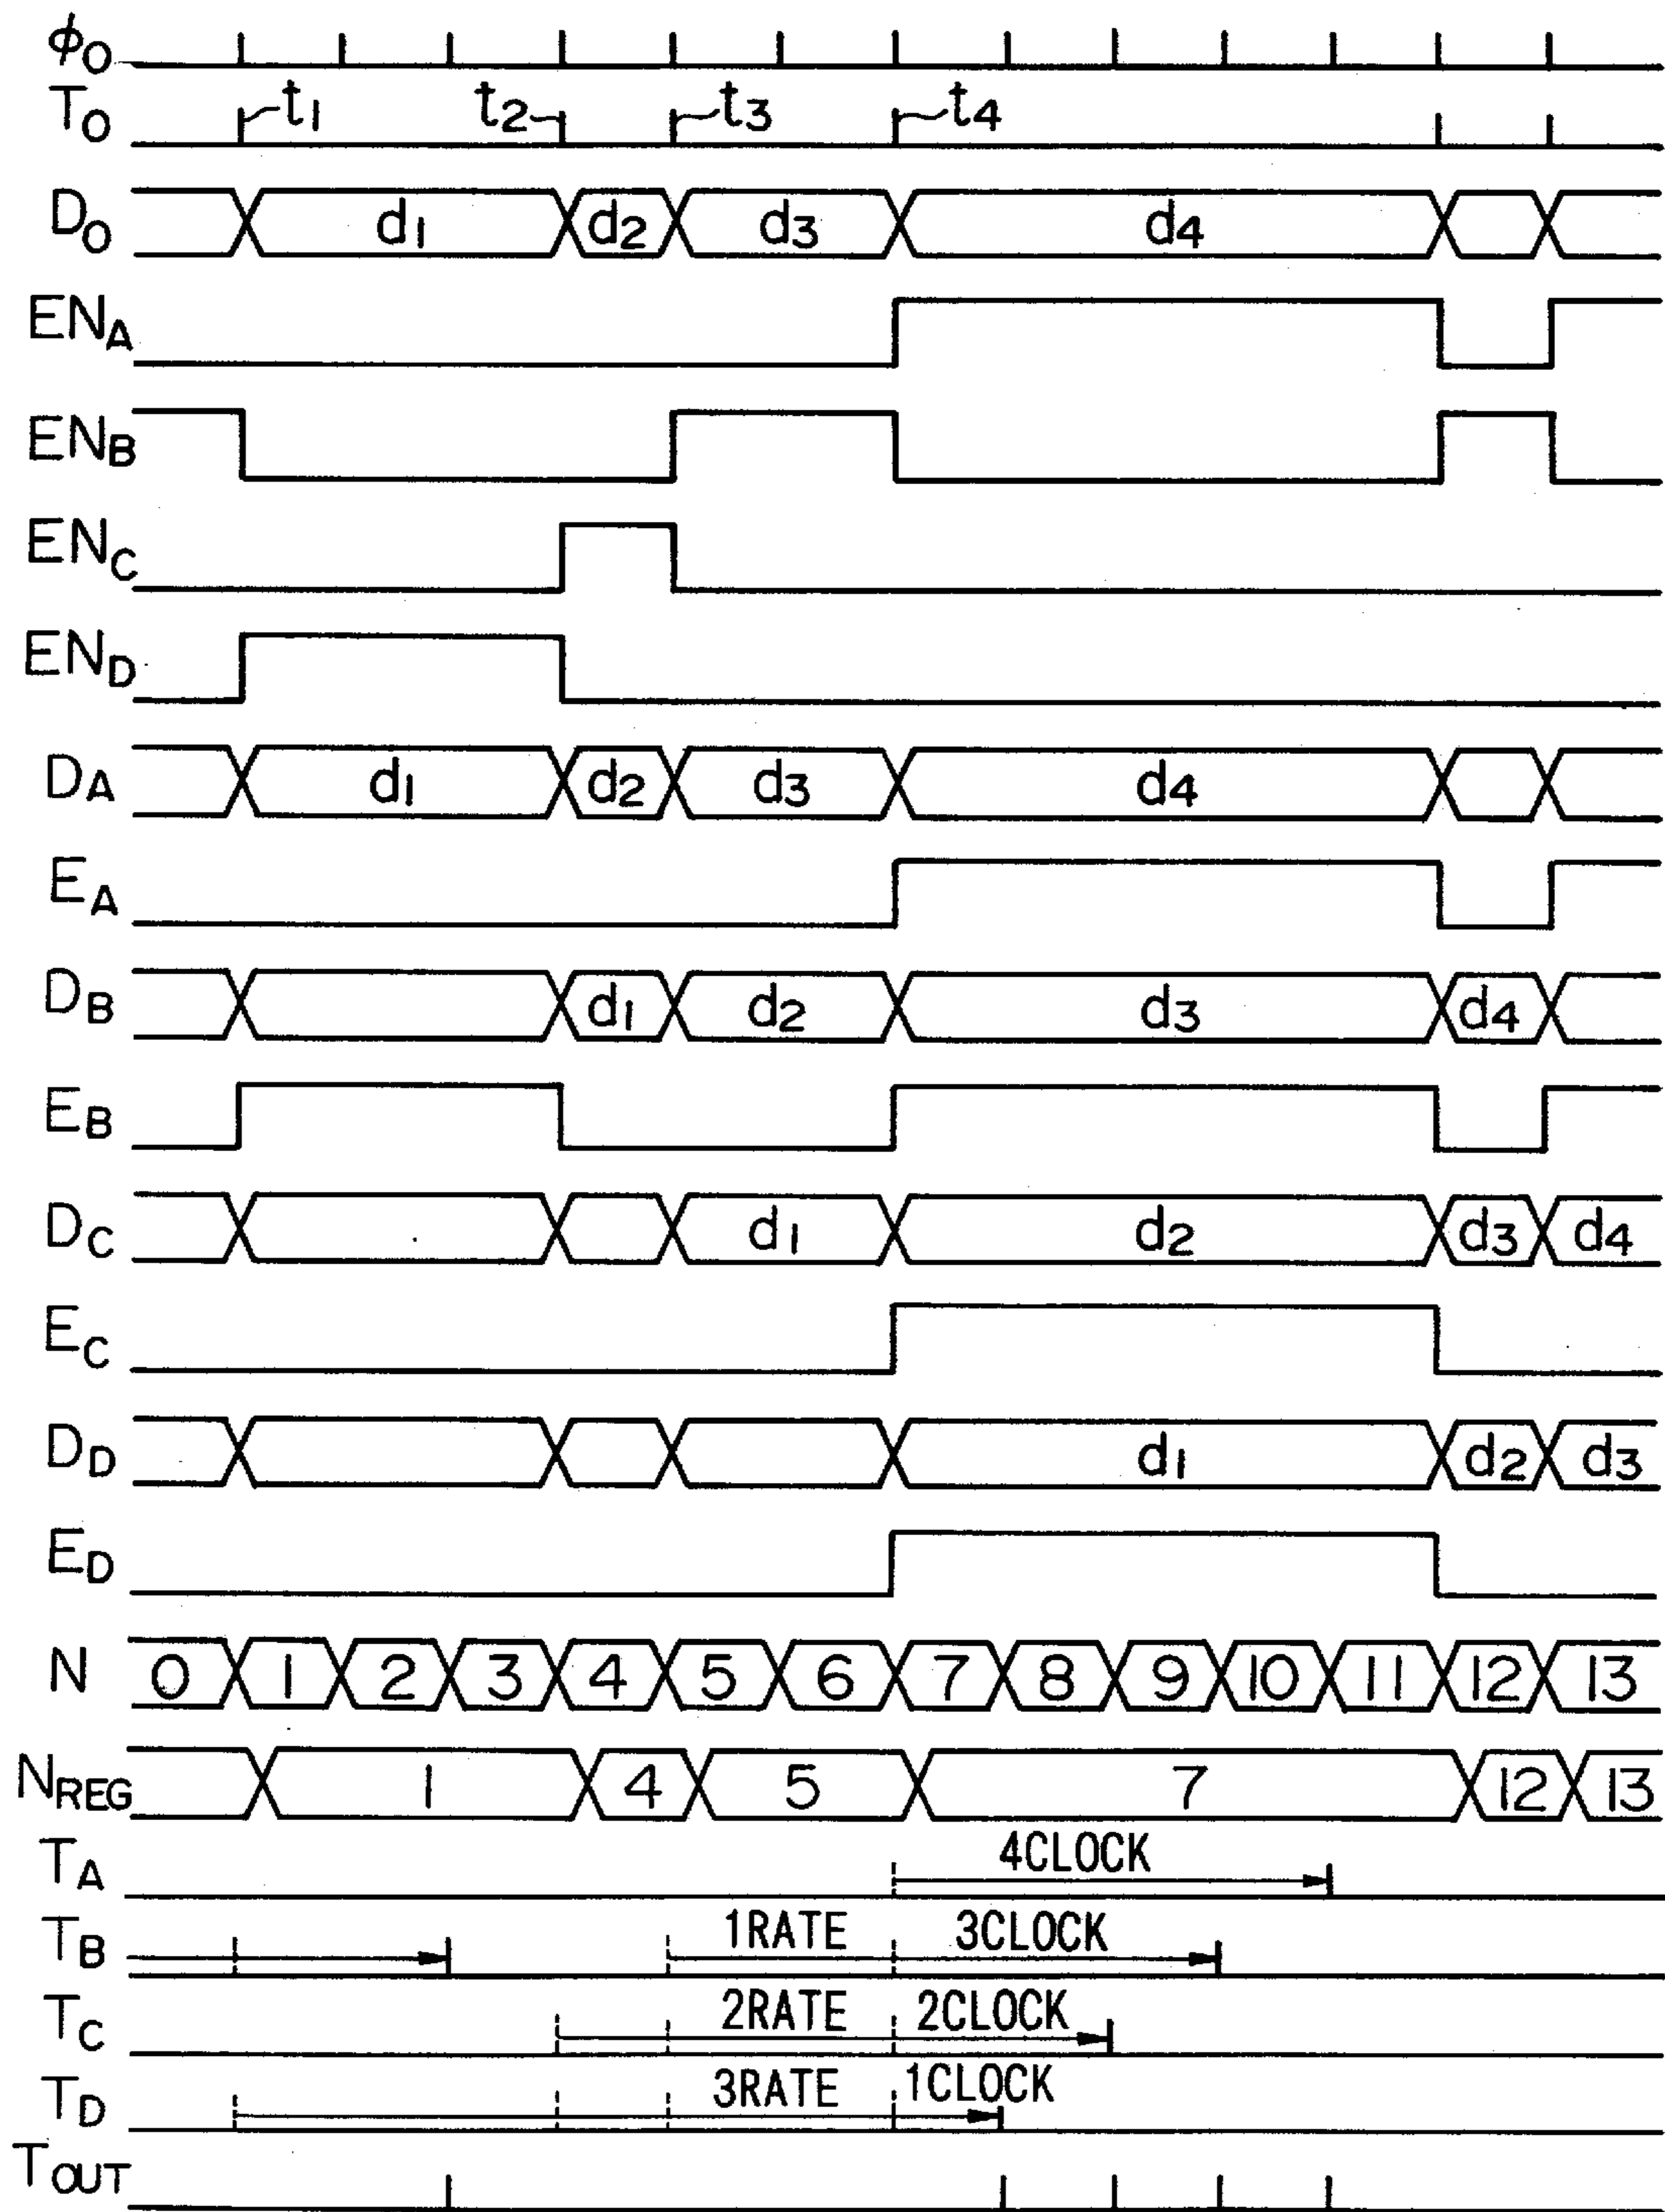 ϕ0
T0 t1 t2 t3 t4
D0 d1 d2 d3 d4
ENA
ENB
ENC
END
DA d1 d2 d3 d4
EA
DB d1 d2 d3 d4
EB
DC d1 d2 d3 d4
EC
DD d1 d2 d3
ED
N 0 1 2 3 4 5 6 7 8 9 10 11 12 13
NREG 1 4 5 7 12 13
TA 4CLOCK
TB 1RATE 3CLOCK
TC 2RATE 2CLOCK
TD 3RATE 1CLOCK
TOUT